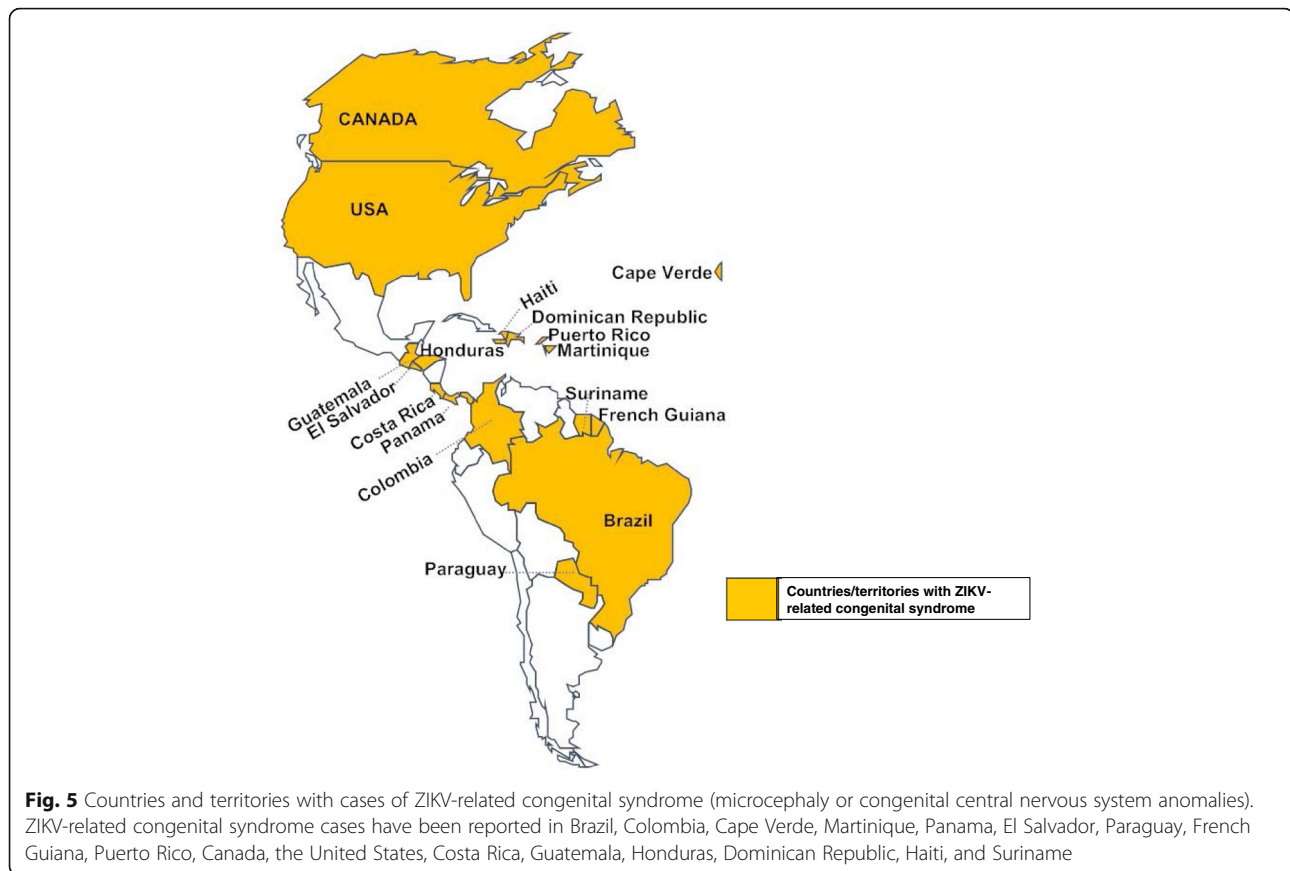 CANADA
USA
Cape Verde
Haiti
Dominican Republic
Puerto Rico
Honduras
Martinique
Guatemala
El Salvador
Suriname
Costa Rica
French Guiana
Panama
Colombia
Brazil
Paraguay
Countries/territories with ZIKV-
related congenital syndrome
Fig. 5 Countries and territories with cases of ZIKV-related congenital syndrome (microcephaly or congenital central nervous system anomalies).
ZIKV-related congenital syndrome cases have been reported in Brazil, Colombia, Cape Verde, Martinique, Panama, El Salvador, Paraguay, French
Guiana, Puerto Rico, Canada, the United States, Costa Rica, Guatemala, Honduras, Dominican Republic, Haiti, and Suriname